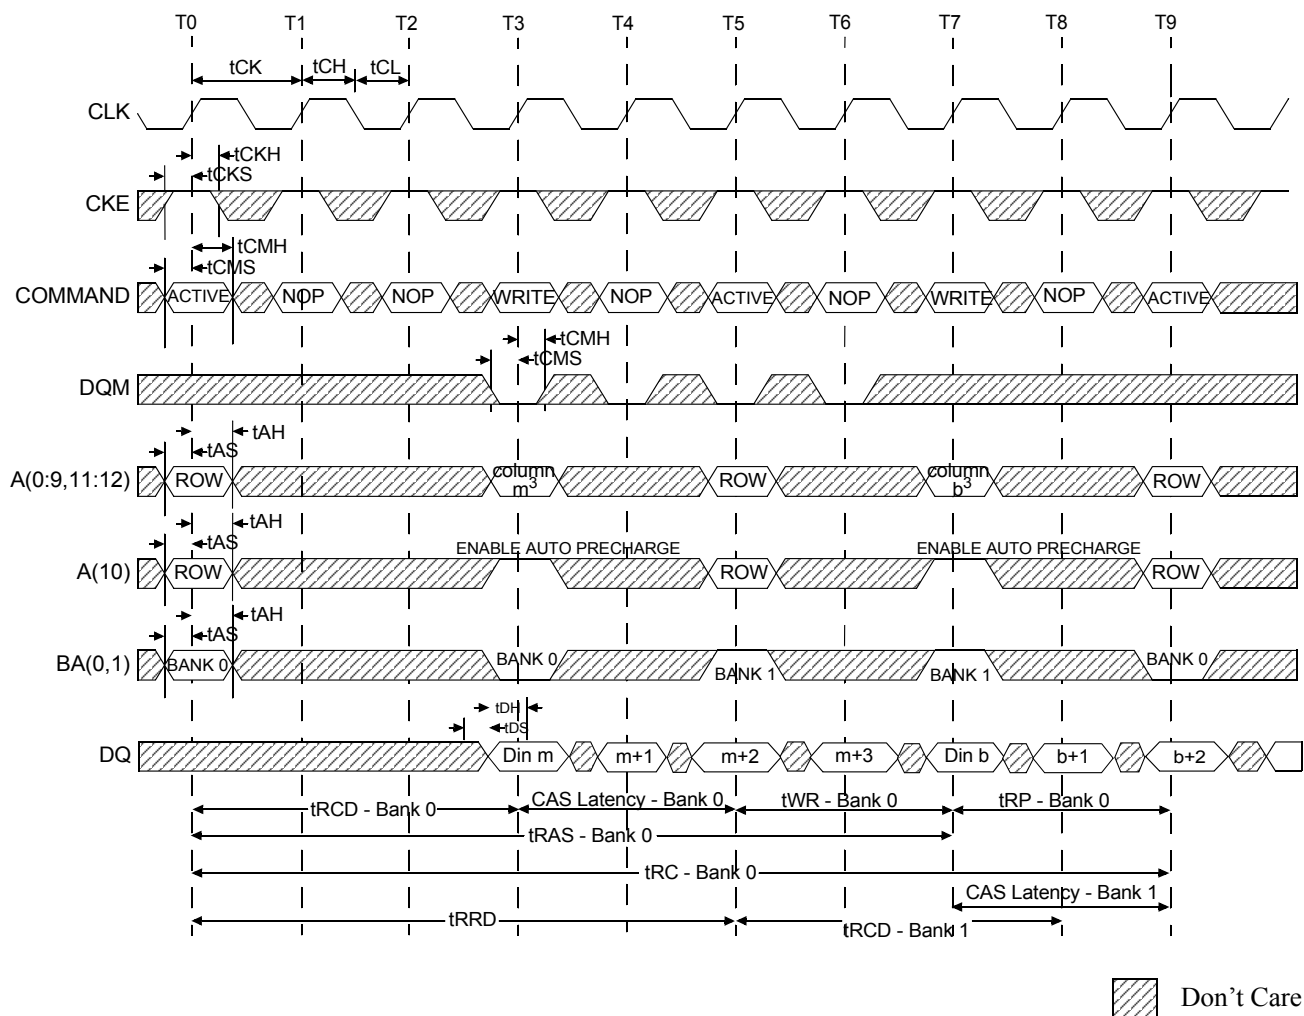 T0 T1 T2 T3 T4 T5 T6 T7 T8 T9
tCK tCH tCL
CLK
tCKH
tCKS
CKE
tCMH
tCMS
COMMAND ACTIVE NOP NOP WRITE NOP ACTIVE NOP WRITE NOP ACTIVE
tCMH
tCMS
DQM
tAH
tAS
A(0:9,11:12) ROW column m³ ROW column b³ ROW
tAH
tAS
ENABLE AUTO PRECHARGE ENABLE AUTO PRECHARGE
A(10) ROW ROW ROW
tAH
tAS
BA(0,1) BANK 0 BANK 0 BANK 1 BANK 1 BANK 0
tDH
tDS
DQ Din m m+1 m+2 m+3 Din b b+1 b+2
tRCD - Bank 0 CAS Latency - Bank 0 tWR - Bank 0 tRP - Bank 0
tRAS - Bank 0
tRC - Bank 0
CAS Latency - Bank 1
tRRD tRCD - Bank 1
Don't Care